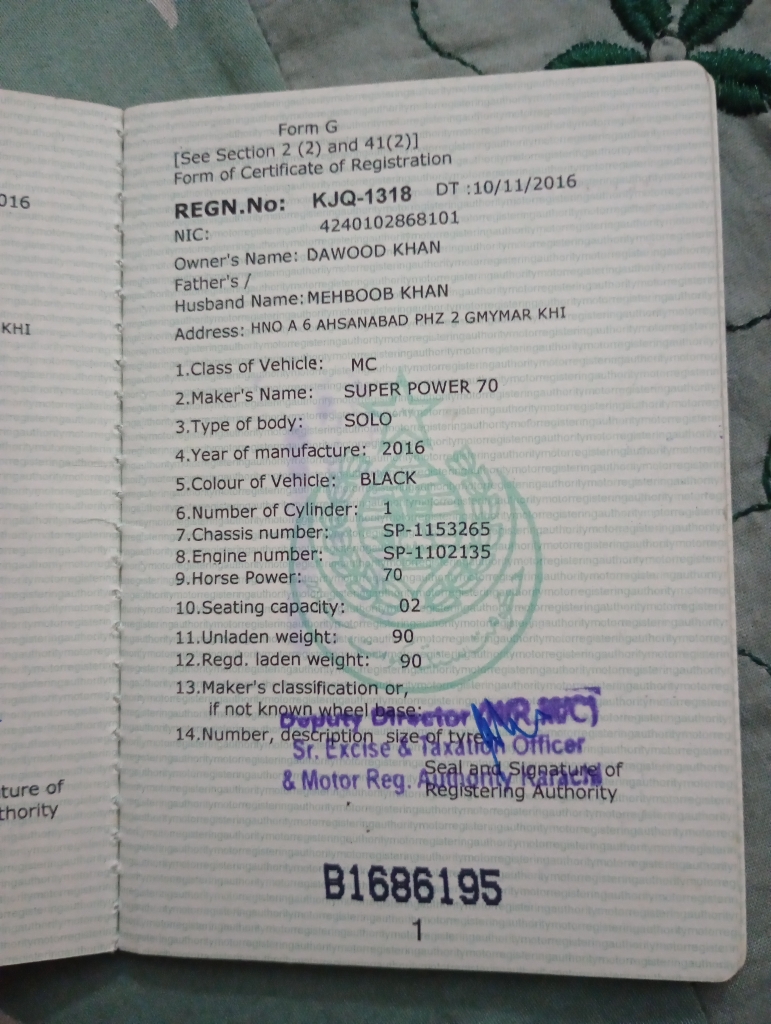 016
KHI
ture of
thority
Form G
[See Section 2 (2) and 41(2)]
Form of Certificate of Registration
REGN.No: KJQ-1318 DT :10/11/2016
NIC: 4240102868101
Owner's Name: DAWOOD KHAN
Father's /
Husband Name: MEHBOOB KHAN
Address: HNO A 6 AHSANABAD PHZ 2 GMYMAR KHI
1.Class of Vehicle: MC
2.Maker's Name: SUPER POWER 70
3.Type of body: SOLO
4.Year of manufacture: 2016
5.Colour of Vehicle: BLACK
6.Number of Cylinder: 1
7.Chassis number: SP-1153265
8.Engine number: SP-1102135
9.Horse Power: 70
10.Seating capacity: 02
11.Unladen weight: 90
12.Regd. laden weight: 90
13.Maker's classification or,
if not known wheel base:
Deputy Director
14.Number, description size of tyre
Sr. Excise & Taxation Officer
Seal and Signature of
& Motor Reg. Authority Karachi
Registering Authority
B1686195
1